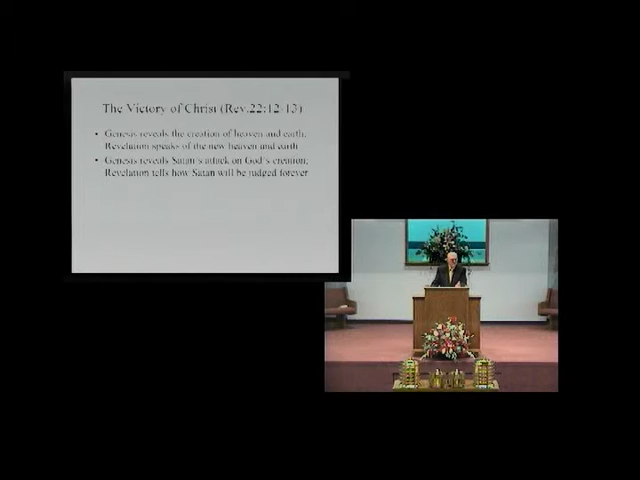 The Victory of Christ (Rev.22:12-13)
• Genesis reveals the creation of heaven and earth;
Revelation speaks of the new heaven and earth
• Genesis reveals Satan's attack on God's creation;
Revelation tells how Satan will be judged forever